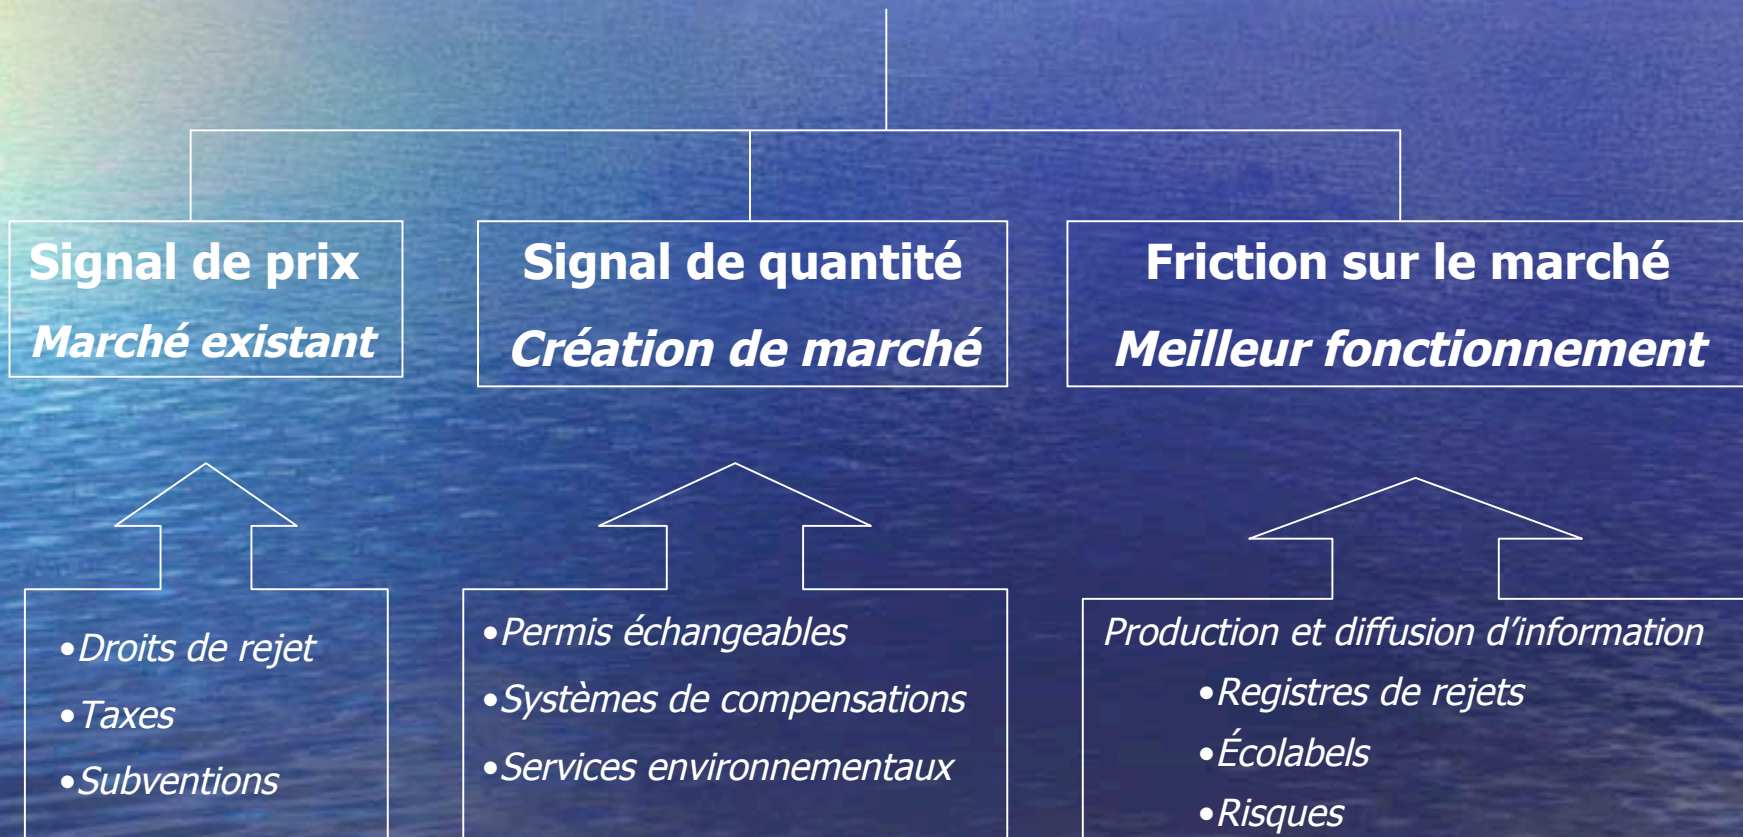 Signal de prix
Marché existant
Signal de quantité
Création de marché
Friction sur le marché
Meilleur fonctionnement
•Droits de rejet
•Taxes
•Subventions
•Permis échangeables
•Systèmes de compensations
•Services environnementaux
Production et diffusion d’information
•Registres de rejets
•Écolabels
•Risques